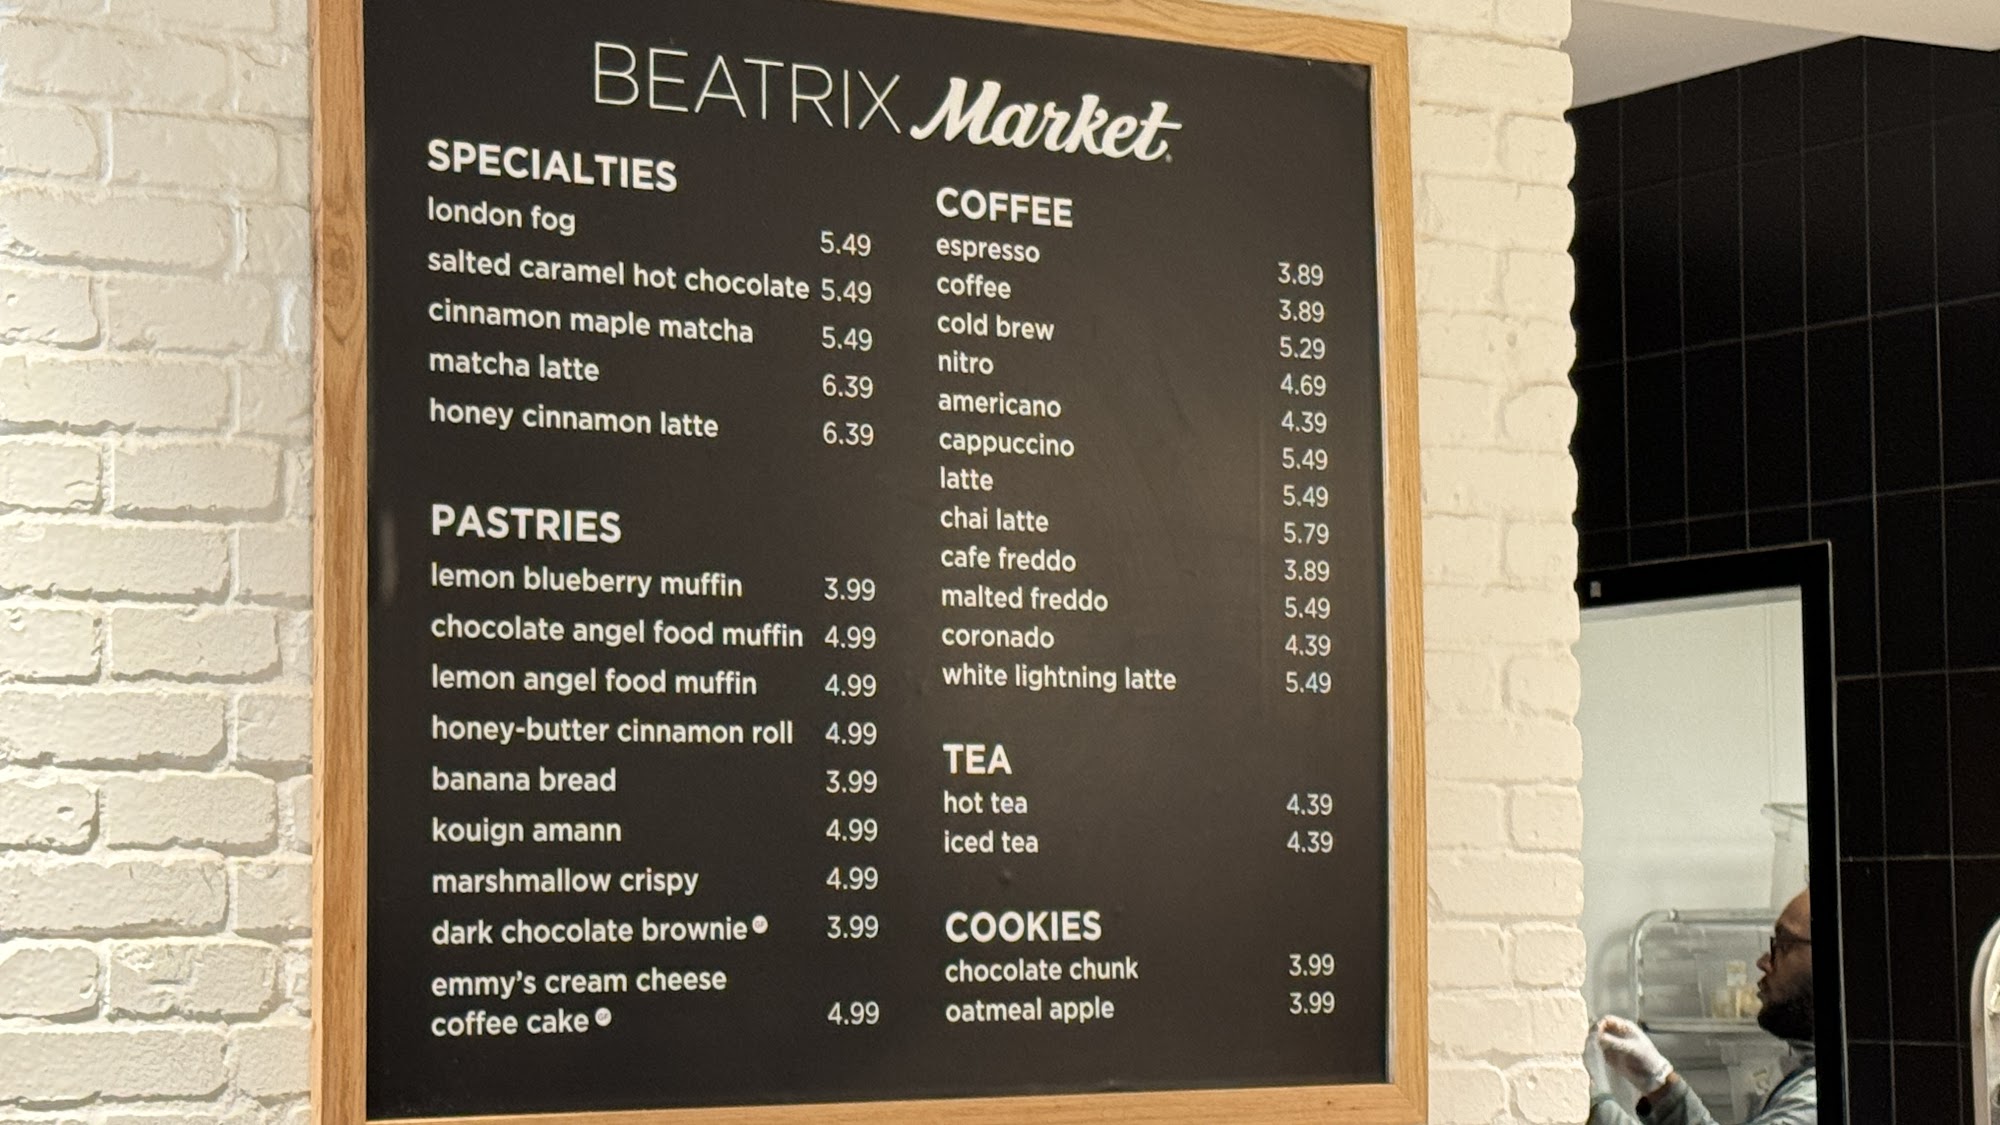 BEATRIX Market
SPECIALTIES
london fog 5.49
salted caramel hot chocolate 5.49
cinnamon maple matcha 5.49
matcha latte 6.39
honey cinnamon latte 6.39
PASTRIES
lemon blueberry muffin 3.99
chocolate angel food muffin 4.99
lemon angel food muffin 4.99
honey-butter cinnamon roll 4.99
banana bread 3.99
kouign amann 4.99
marshmallow crispy 4.99
dark chocolate brownie GF 3.99
emmy's cream cheese
coffee cake GF 4.99
COFFEE
espresso 3.89
coffee 3.89
cold brew 5.29
nitro 4.69
americano 4.39
cappuccino 5.49
latte 5.49
chai latte 5.79
cafe freddo 3.89
malted freddo 5.49
coronado 4.39
white lightning latte 5.49
TEA
hot tea 4.39
iced tea 4.39
COOKIES
chocolate chunk 3.99
oatmeal apple 3.99